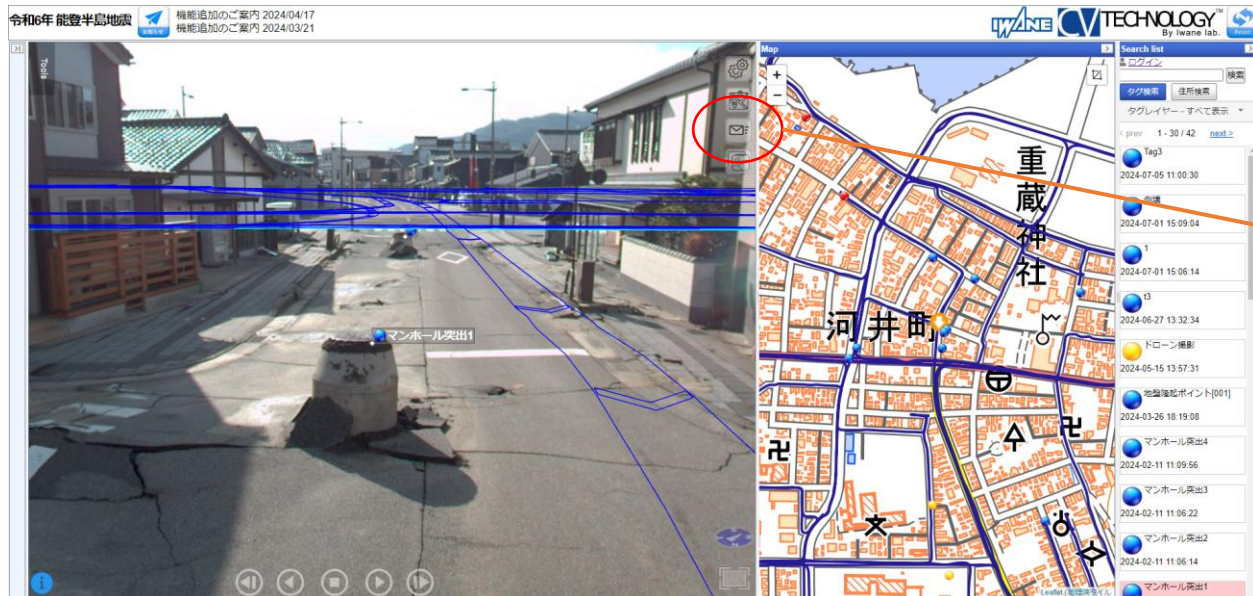 令和6年 能登半島地震
お知らせ
機能追加のご案内 2024/04/17
機能追加のご案内 2024/03/21
IWANE CV TECHNOLOGY™
By Iwane lab.
Reset
Tools
マンホール突出1
Map
+
−
重蔵神社
河井町
Leaflet
Search list
ログイン
検索
タグ検索
住所検索
タグレイヤー - すべて表示
< prev 1 - 30 / 42 next >
Tag3
2024-07-05 11:00:30
2024-07-01 15:09:04
1
2024-07-01 15:06:14
t3
2024-06-27 13:32:34
ドローン撮影
2024-05-15 13:57:31
地盤隆起ポイント[001]
2024-03-26 18:19:08
マンホール突出4
2024-02-11 11:09:56
マンホール突出3
2024-02-11 11:06:22
マンホール突出2
2024-02-11 11:06:14
マンホール突出1